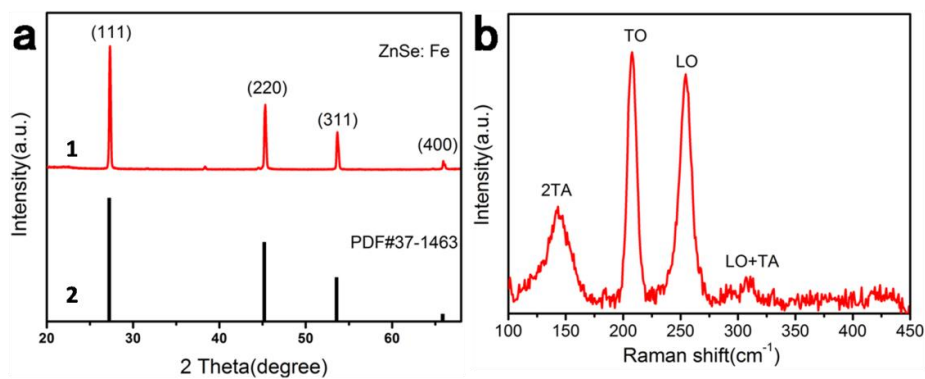 a
(111)
ZnSe: Fe
(220)
(311)
(400)
1
Intensity(a.u.)
PDF#37-1463
2
20 30 40 50 60
2 Theta(degree)
b
TO
LO
2TA
LO+TA
Intensity(a.u.)
100 150 200 250 300 350 400 450
Raman shift(cm⁻¹)